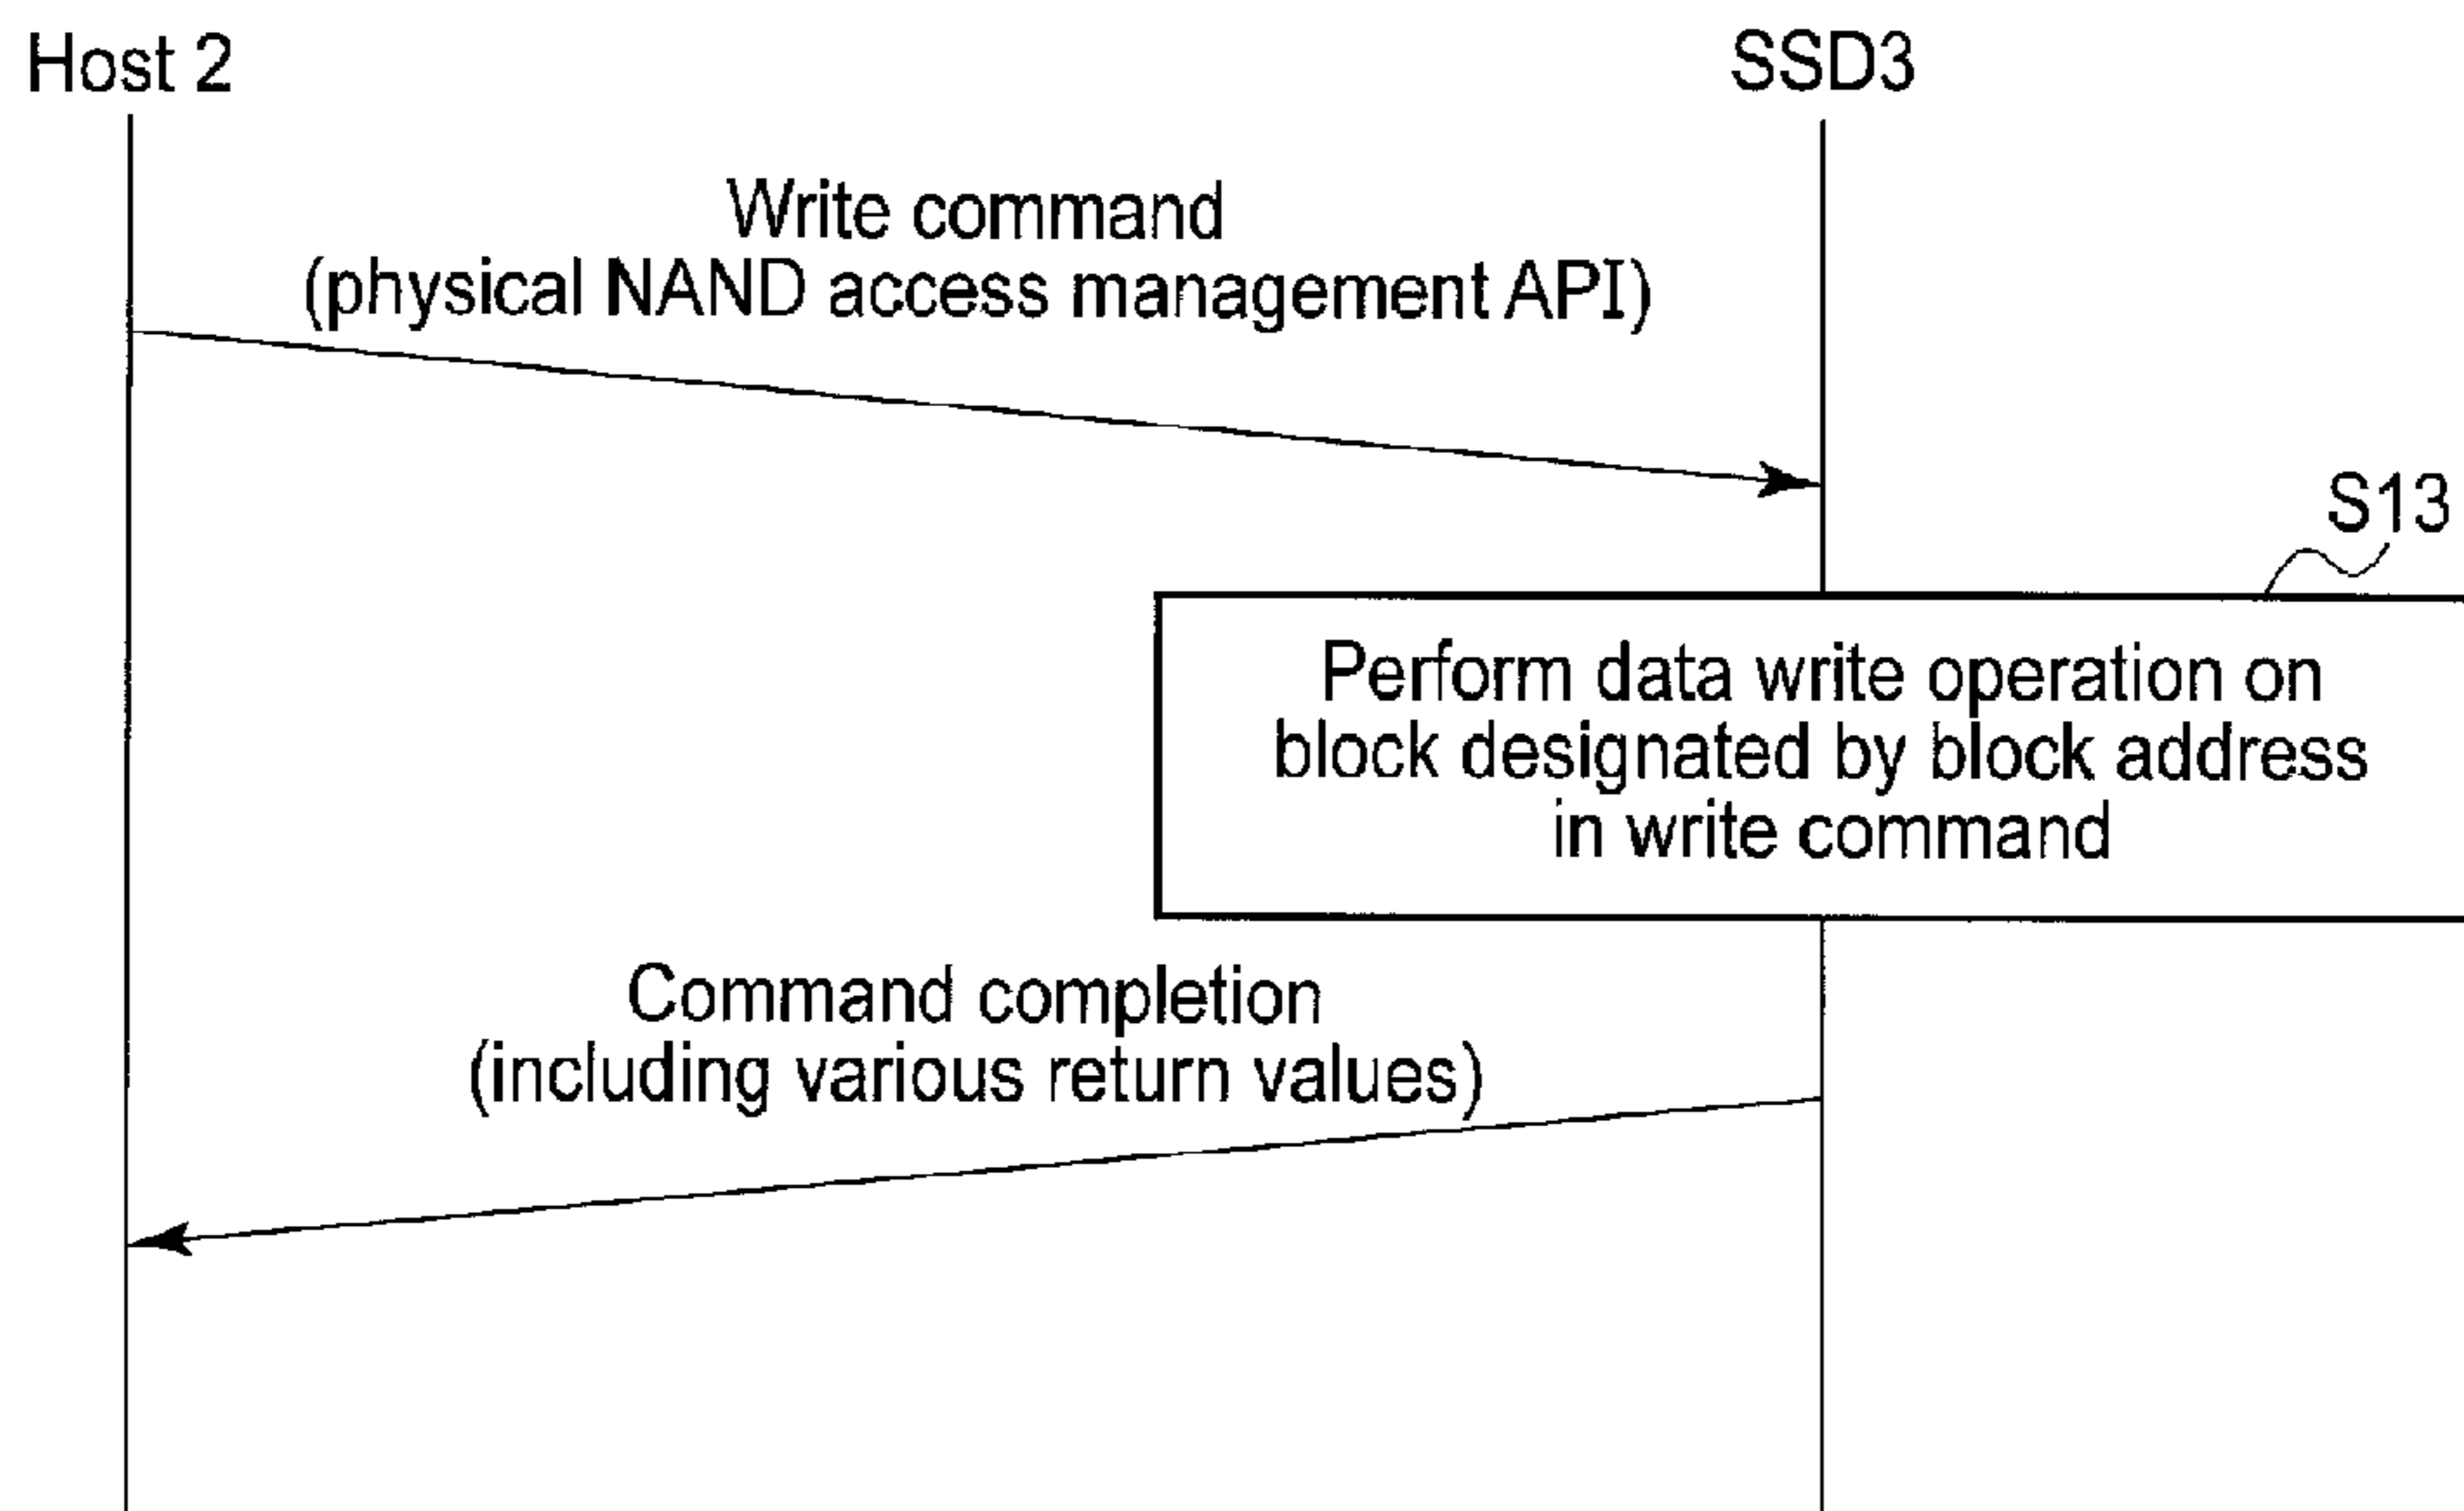 Host 2
SSD3
Write command
(physical NAND access management API)
S13
Perform data write operation on
block designated by block address
in write command
Command completion
(including various return values)